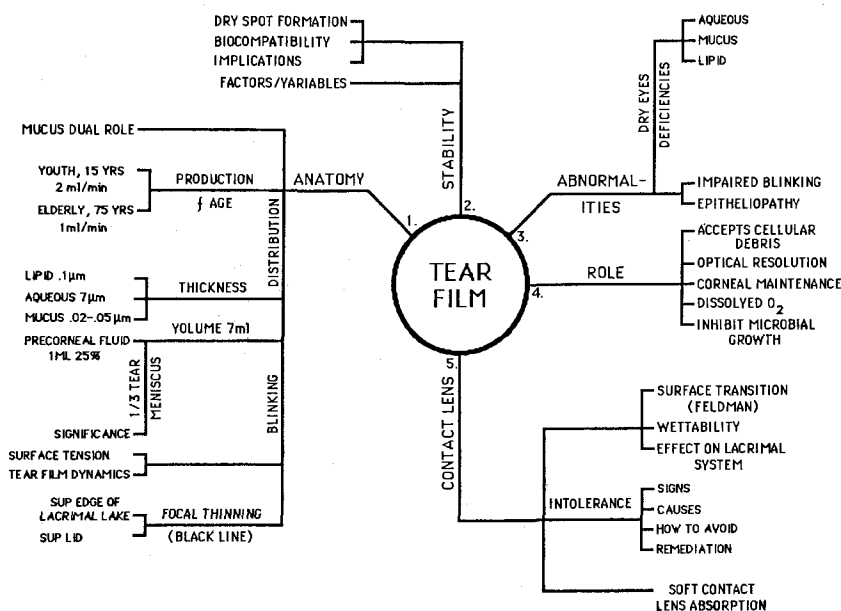 DRY SPOT FORMATION
BIOCOMPATIBILITY
IMPLICATIONS
FACTORS/VARIABLES
STABILITY
2.
AQUEOUS
MUCUS
LIPID
DRY EYES
DEFICIENCIES
MUCUS DUAL ROLE
YOUTH, 15 YRS
2 ml/min
ELDERLY, 75 YRS
1ml/min
PRODUCTION
∫ AGE
ANATOMY
1.
DISTRIBUTION
ABNORMAL-
ITIES
3.
IMPAIRED BLINKING
EPITHELIOPATHY
TEAR
FILM
ROLE
4.
ACCEPTS CELLULAR
DEBRIS
OPTICAL RESOLUTION
CORNEAL MAINTENANCE
DISSOLVED O2
INHIBIT MICROBIAL
GROWTH
LIPID .1µm
AQUEOUS 7µm
MUCUS .02-.05µm
THICKNESS
VOLUME 7ml
PRECORNEAL FLUID
1ML 25%
1/3 TEAR
MENISCUS
SIGNIFICANCE
BLINKING
SURFACE TENSION
TEAR FILM DYNAMICS
SUP EDGE OF
LACRIMAL LAKE
SUP LID
FOCAL THINNING
(BLACK LINE)
5.
CONTACT LENS
SURFACE TRANSITION
(FELDMAN)
WETTABILITY
EFFECT ON LACRIMAL
SYSTEM
INTOLERANCE
SIGNS
CAUSES
HOW TO AVOID
REMEDIATION
SOFT CONTACT
LENS ABSORPTION